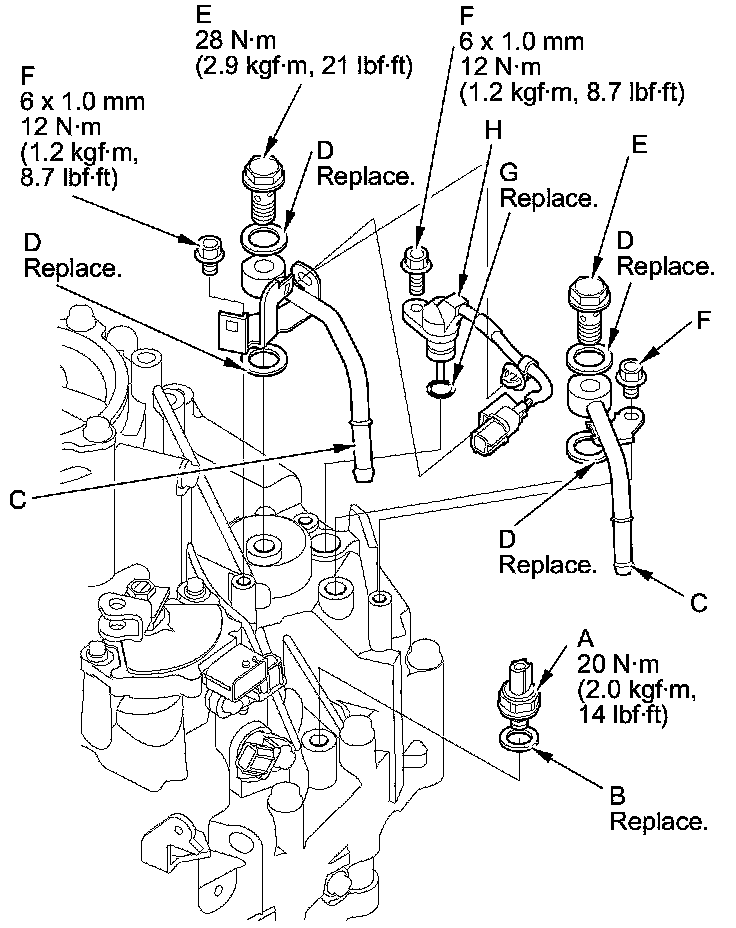 E
28 N·m
(2.9 kgf·m, 21 lbf·ft)
F
6 x 1.0 mm
12 N·m
(1.2 kgf·m, 8.7 lbf·ft)
F
6 x 1.0 mm
12 N·m
(1.2 kgf·m,
8.7 lbf·ft)
D
Replace.
H
G
Replace.
E
D
Replace.
D
Replace.
F
C
D
Replace.
C
A
20 N·m
(2.0 kgf·m,
14 lbf·ft)
B
Replace.